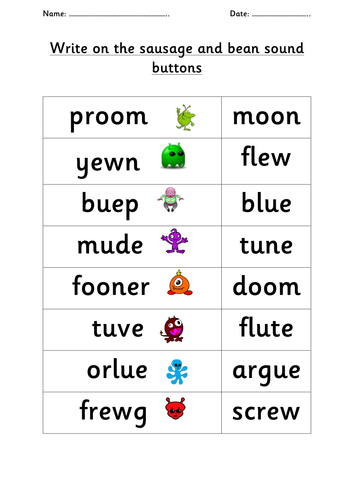 Name: ........................................ Date: ........................
Write on the sausage and bean sound
buttons
proom moon
yewn flew
buep blue
mude tune
fooner doom
tuve flute
orlue argue
frewg screw